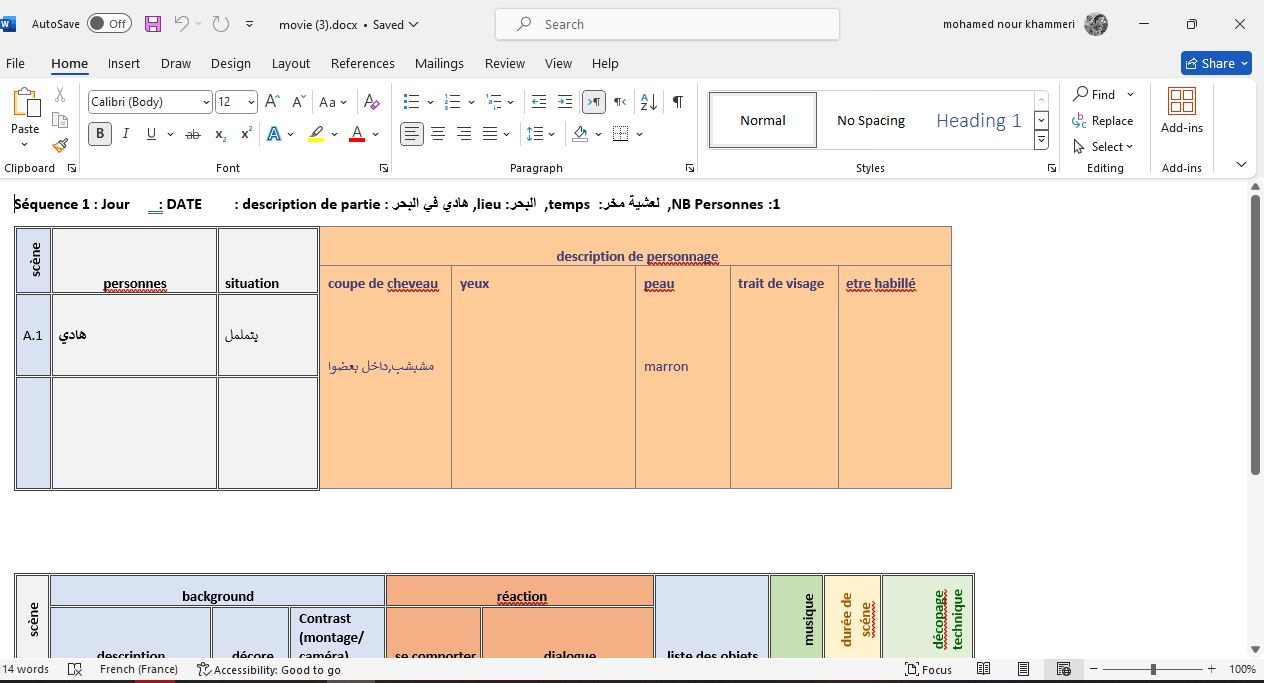 AutoSave Off movie (3).docx • Saved Search mohamed nour khammeri
File Home Insert Draw Design Layout References Mailings Review View Help Share
Paste Calibri (Body) 12 Aa Normal No Spacing Heading 1 Find Replace Select Add-ins
Clipboard Font Paragraph Styles Editing Add-ins
Séquence 1 : Jour : DATE : description de partie : هادي في البحر, lieu : البحر, temps : لعشية مخر, NB Personnes :1
scène personnes situation description de personnage
coupe de cheveau yeux peau trait de visage etre habillé
A.1 هادي يتململ
مشبشب,داخل بعضوا marron
scène background réaction liste des objets musique durée de scéne décopage technique
description décore Contrast (montage/ caméra) se comporter dialogue
14 words French (France) Accessibility: Good to go Focus 100%